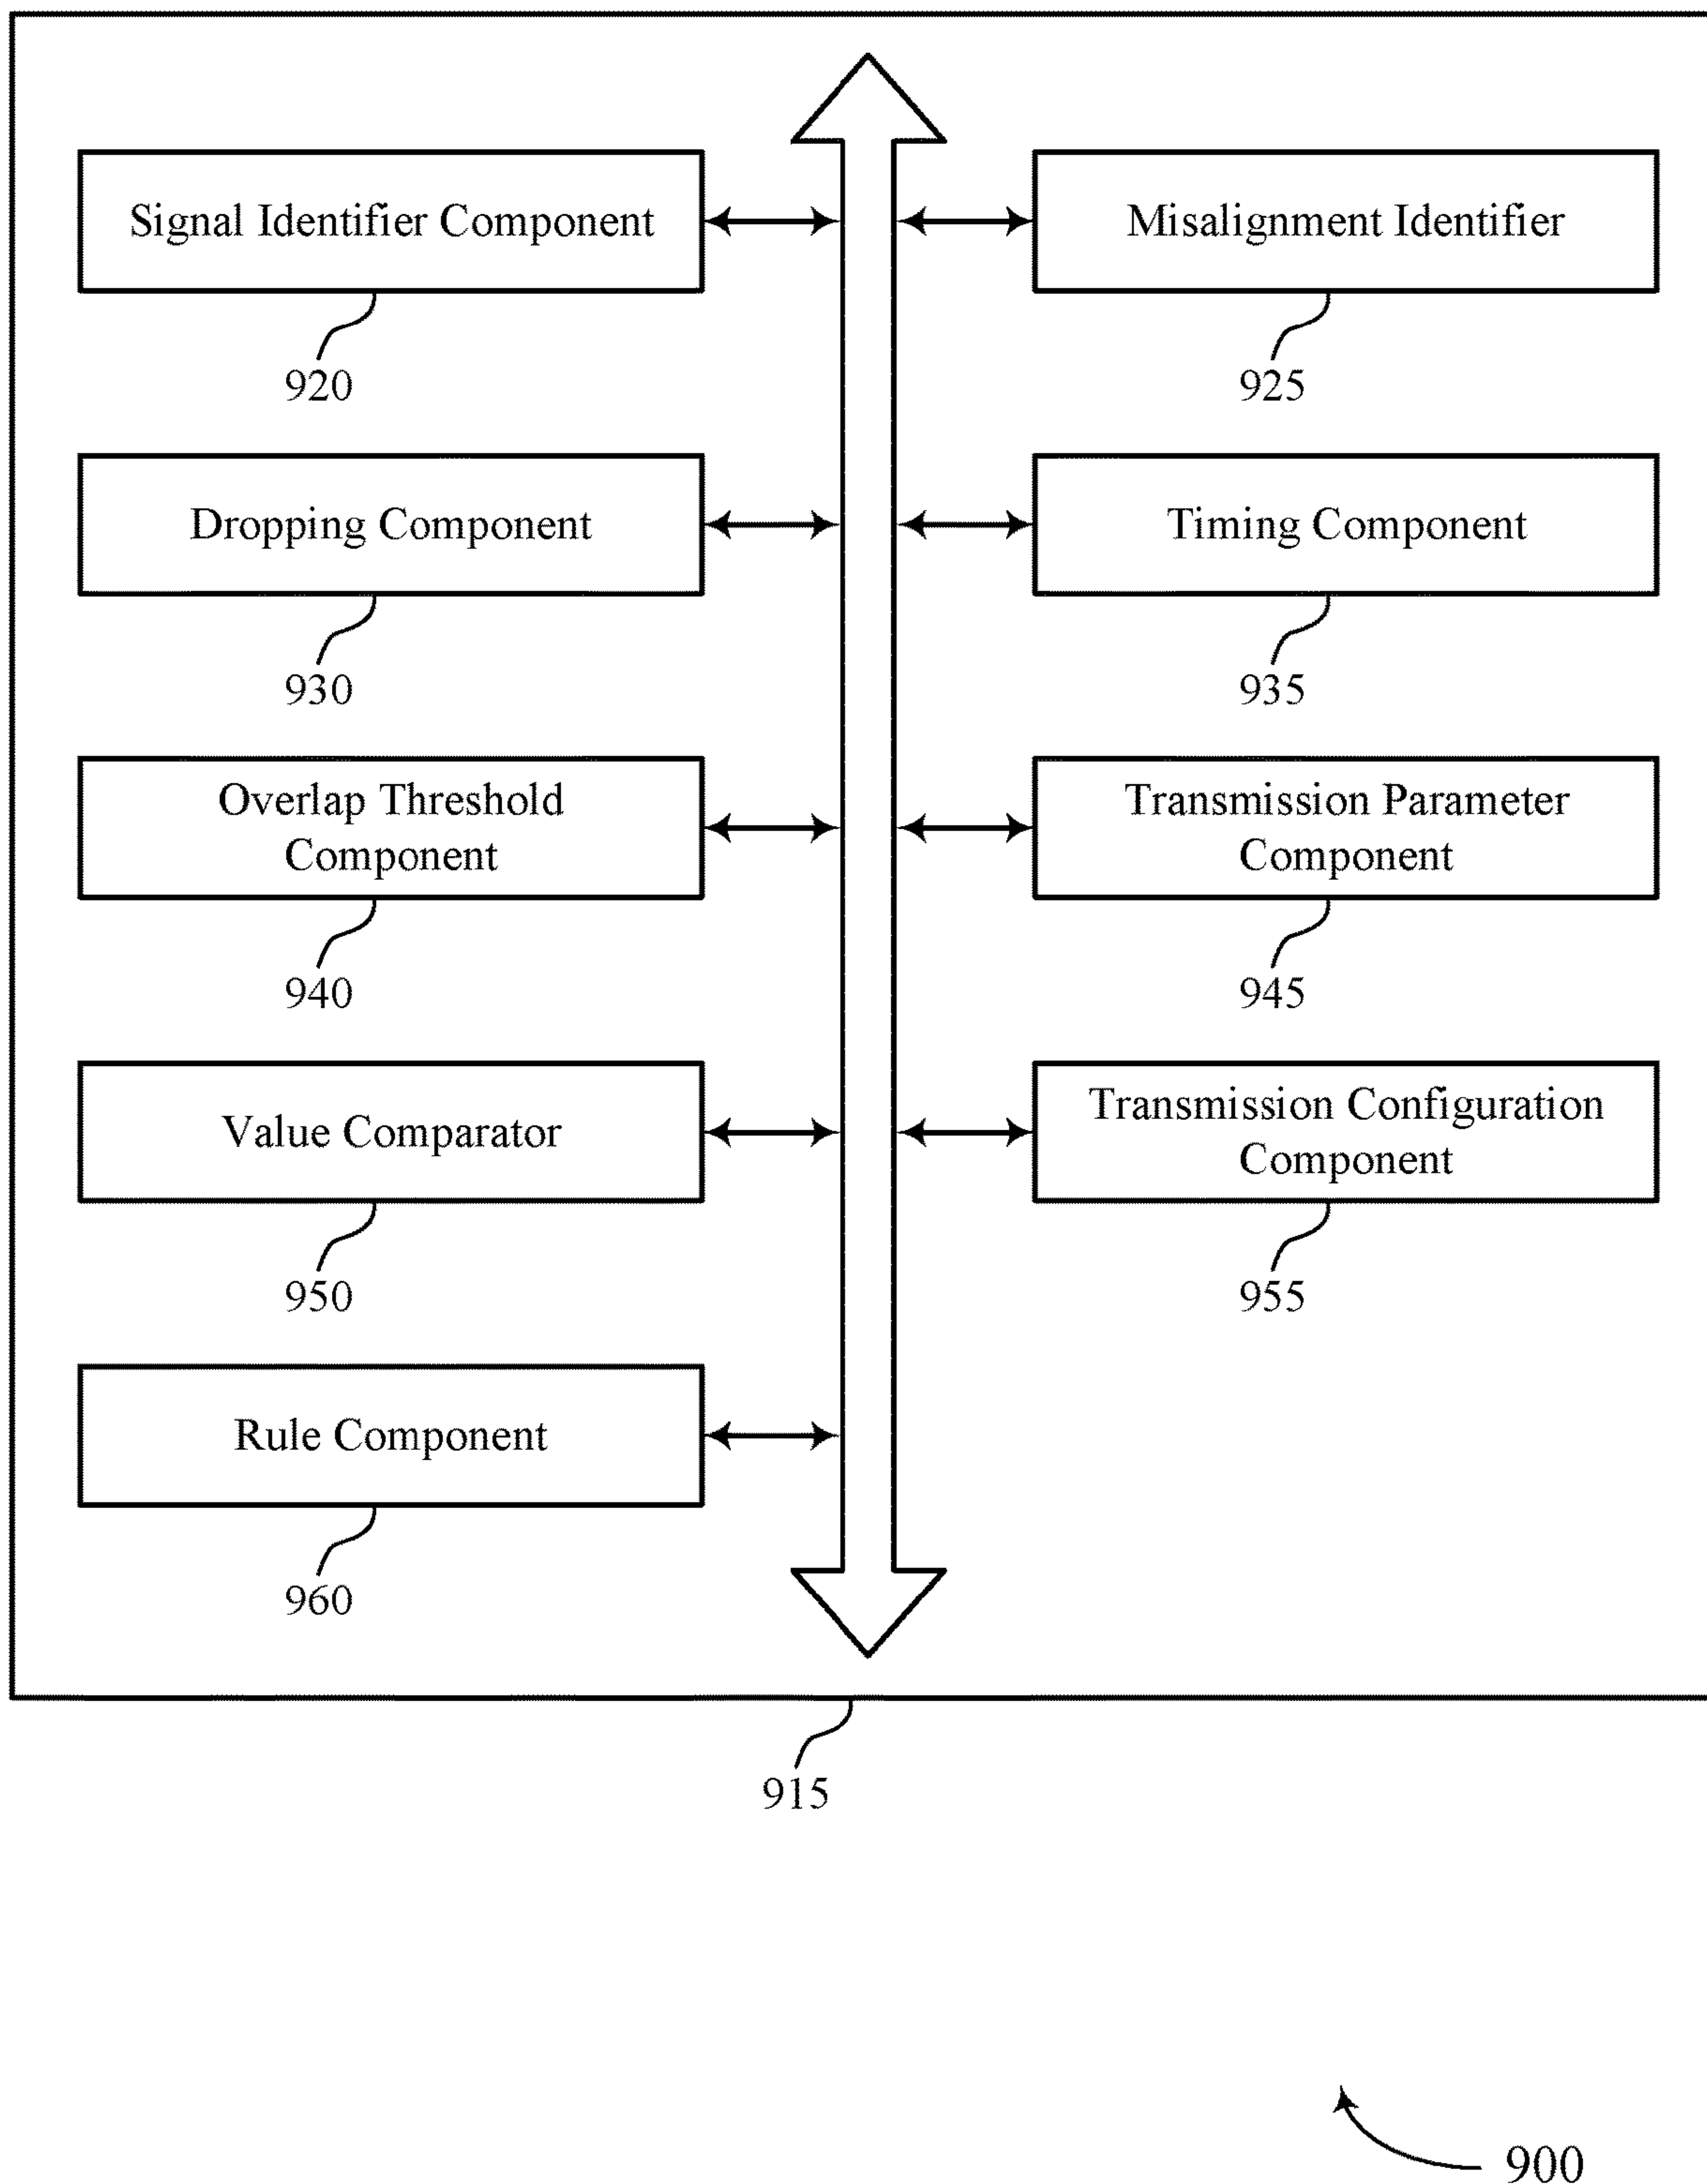 Signal Identifier Component
920
Misalignment Identifier
925
Dropping Component
930
Timing Component
935
Overlap Threshold
Component
940
Transmission Parameter
Component
945
Value Comparator
950
Transmission Configuration
Component
955
Rule Component
960
915
900